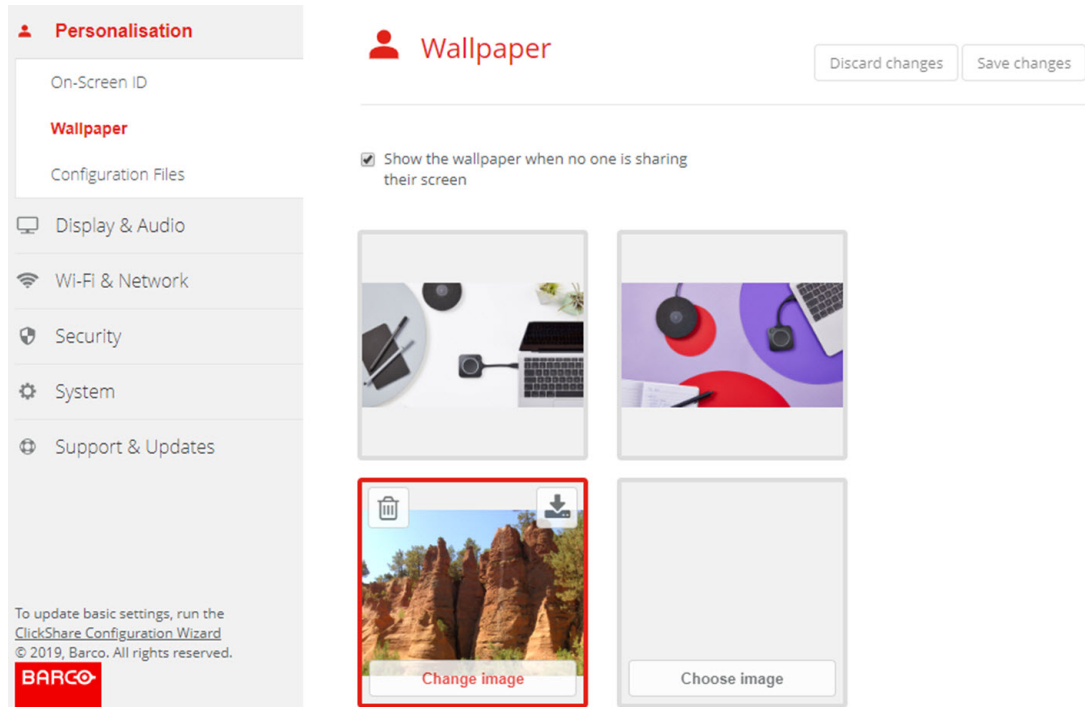 Personalisation
On-Screen ID
Wallpaper
Configuration Files
Display & Audio
Wi-Fi & Network
Security
System
Support & Updates
To update basic settings, run the
ClickShare Configuration Wizard
© 2019, Barco. All rights reserved.
BARCO
Wallpaper
Discard changes
Save changes
Show the wallpaper when no one is sharing
their screen
Change image
Choose image